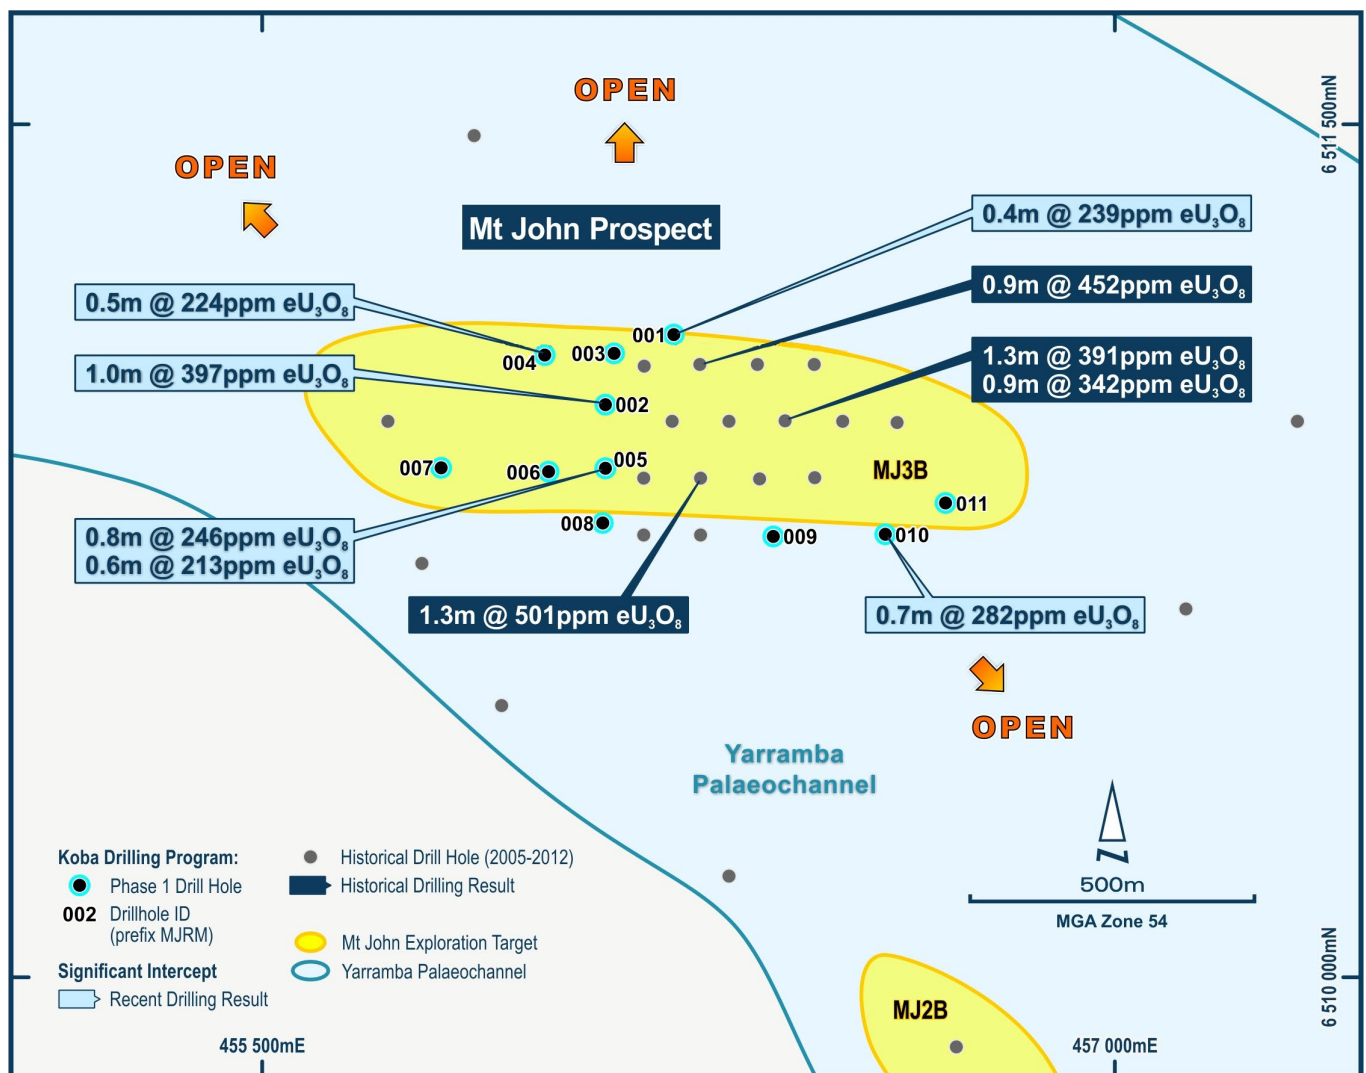 OPEN
6 511 500mN
OPEN
Mt John Prospect
0.4m @ 239ppm eU₃O₈
0.9m @ 452ppm eU₃O₈
0.5m @ 224ppm eU₃O₈
1.3m @ 391ppm eU₃O₈
0.9m @ 342ppm eU₃O₈
1.0m @ 397ppm eU₃O₈
001
003
004
002
005
006
007
MJ3B
011
008
009
010
0.8m @ 246ppm eU₃O₈
0.6m @ 213ppm eU₃O₈
1.3m @ 501ppm eU₃O₈
0.7m @ 282ppm eU₃O₈
OPEN
Yarramba
Palaeochannel
N
500m
MGA Zone 54
Koba Drilling Program:
Phase 1 Drill Hole
002 Drillhole ID
(prefix MJRM)
Significant Intercept
Recent Drilling Result
Historical Drill Hole (2005-2012)
Historical Drilling Result
Mt John Exploration Target
Yarramba Palaeochannel
MJ2B
6 510 000mN
455 500mE
457 000mE